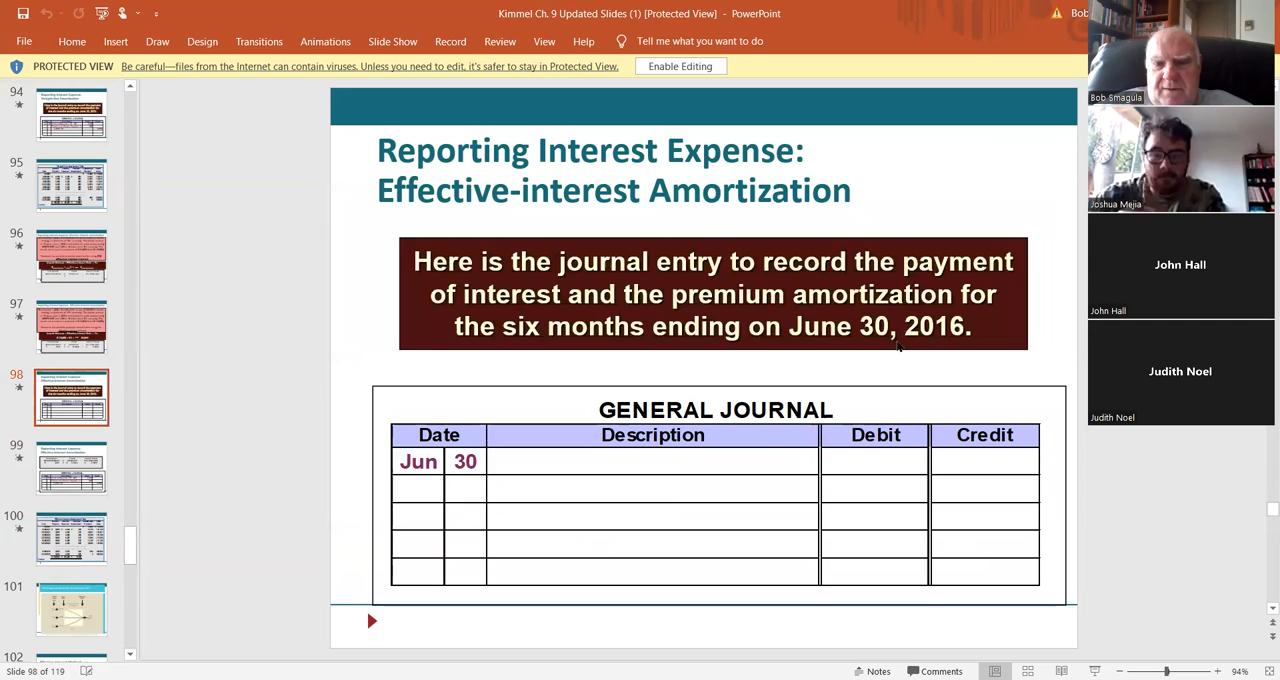 Kimmel Ch. 9 Updated Slides (1) [Protected View] - PowerPoint
Bob
File Home Insert Draw Design Transitions Animations Slide Show Record Review View Help Tell me what you want to do
PROTECTED VIEW Be careful—files from the Internet can contain viruses. Unless you need to edit, it's safer to stay in Protected View. Enable Editing
94
95
96
97
98
99
100
101
102
Reporting Interest Expense:
Effective-interest Amortization
Here is the journal entry to record the payment
of interest and the premium amortization for
the six months ending on June 30, 2016.
GENERAL JOURNAL
Date Description Debit Credit
Jun 30
Bob Smagula
Joshua Mejia
John Hall
John Hall
Judith Noel
Judith Noel
Slide 98 of 119 Notes Comments 94%